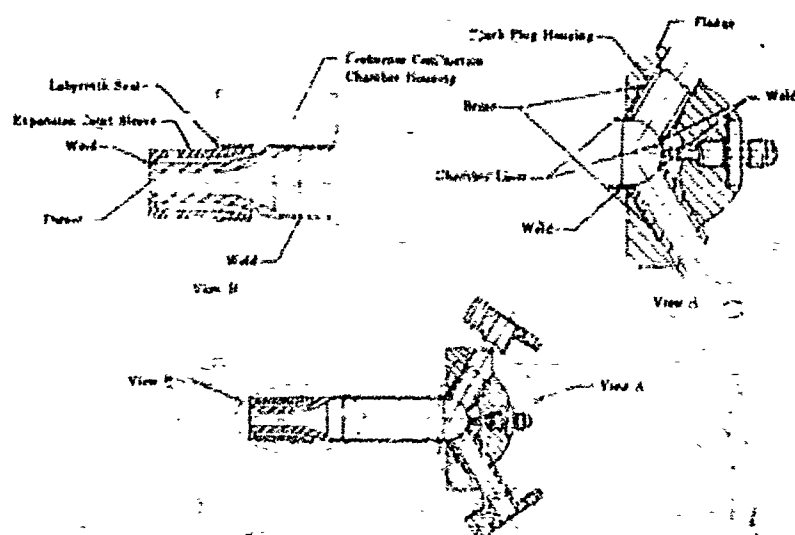 Spark Plug Housing
Flange
Labyrinth Seal
Combustion
Chamber Housing
Expansion Joint Sleeve
Weld
Weld
Braze
Chamber Liner
Throat
Weld
Weld
View B
View A
View B
View A